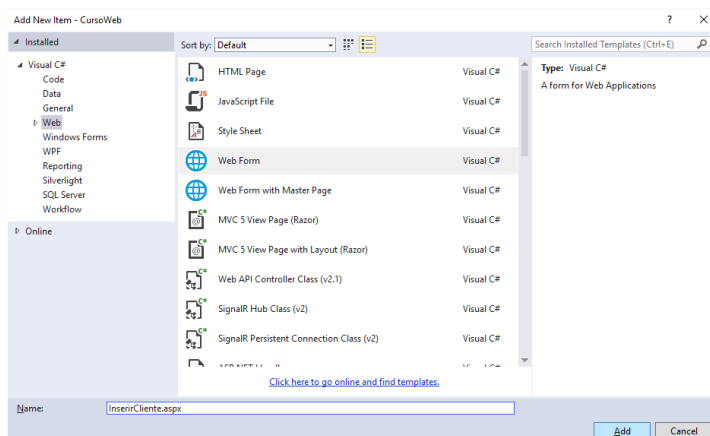 Add New Item - CursoWeb ? ×
Installed
Sort by: Default
Search Installed Templates (Ctrl+E)
Visual C#
Code
Data
General
Web
Windows Forms
WPF
Reporting
Silverlight
SQL Server
Workflow
Online
HTML Page Visual C#
JavaScript File Visual C#
Style Sheet Visual C#
Web Form Visual C#
Web Form with Master Page Visual C#
MVC 5 View Page (Razor) Visual C#
MVC 5 View Page with Layout (Razor) Visual C#
Web API Controller Class (v2.1) Visual C#
SignalR Hub Class (v2) Visual C#
SignalR Persistent Connection Class (v2) Visual C#
Click here to go online and find templates.
Type: Visual C#
A form for Web Applications
Name: InserirCliente.aspx
Add Cancel